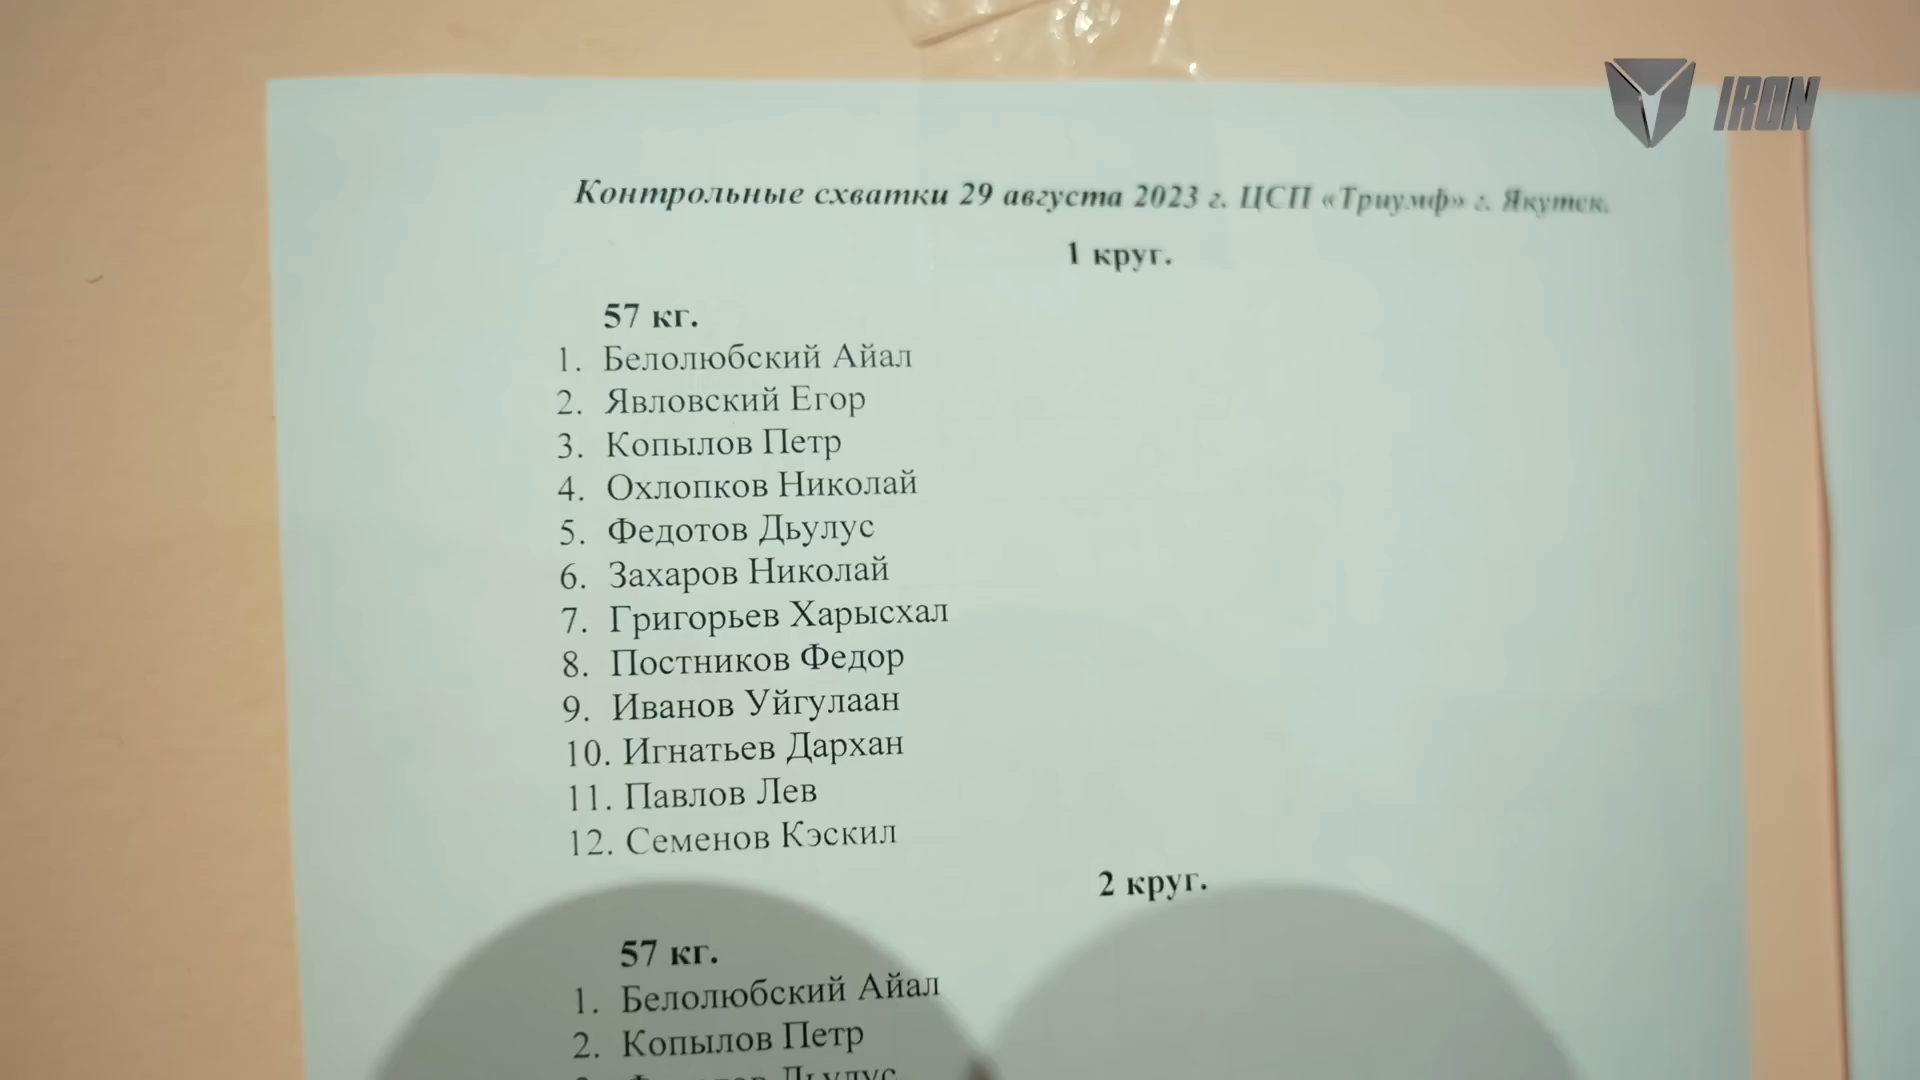 IRON
Контрольные схватки 29 августа 2023 г. ЦСП «Триумф» г. Якутск.
1 круг.
57 кг.
1. Белолюбский Айал
2. Явловский Егор
3. Копылов Петр
4. Охлопков Николай
5. Федотов Дьулус
6. Захаров Николай
7. Григорьев Харысхал
8. Постников Федор
9. Иванов Уйгулаан
10. Игнатьев Дархан
11. Павлов Лев
12. Семенов Кэскил
2 круг.
57 кг.
1. Белолюбский Айал
2. Копылов Петр
Дьулус